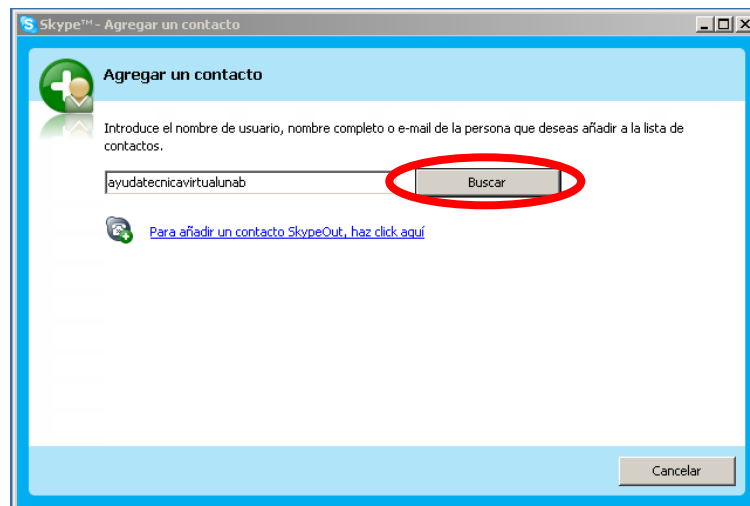 Skype™ - Agregar un contacto
Agregar un contacto
Introduce el nombre de usuario, nombre completo o e-mail de la persona que deseas añadir a la lista de
contactos.
ayudatecnicavirtualunab
Buscar
Para añadir un contacto SkypeOut, haz click aquí
Cancelar